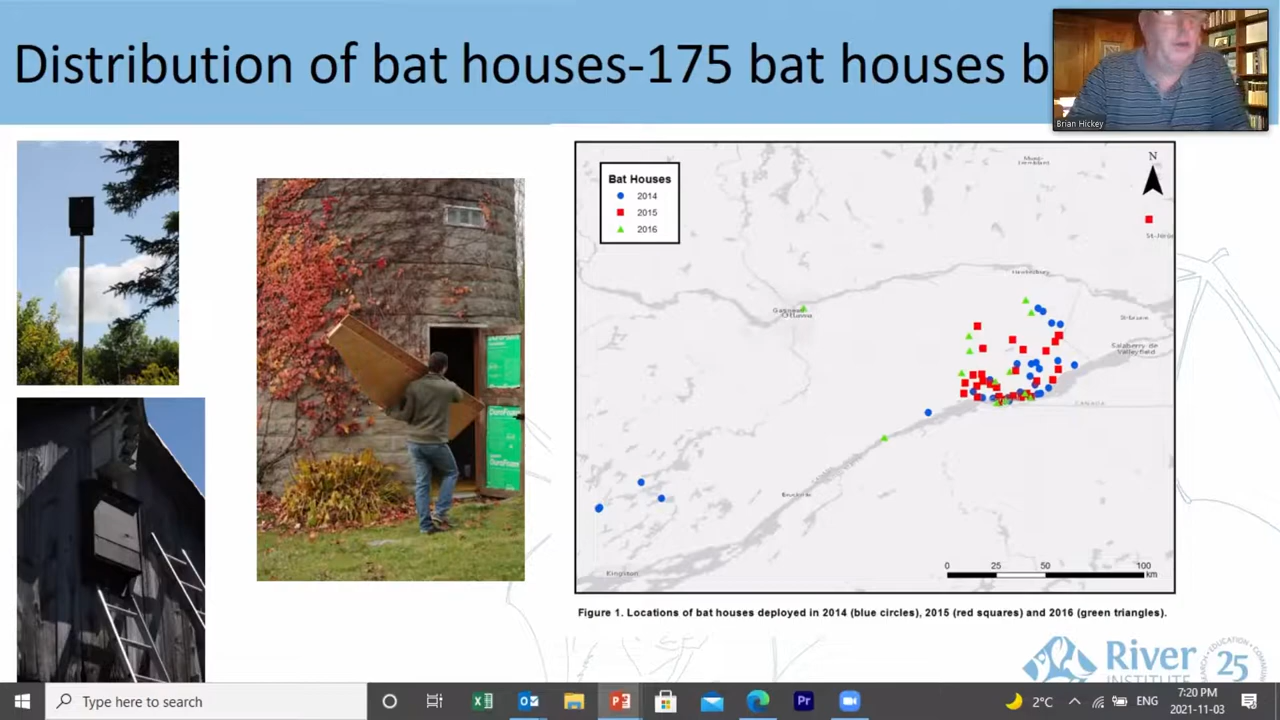 Distribution of bat houses-175 bat houses b
Brian Hickey
Bat Houses
2014
2015
2016
N
Hawkesbury
Salaberry-de
Valleyfield
CANADA
Kingston
0 25 50 100
km
Figure 1. Locations of bat houses deployed in 2014 (blue circles), 2015 (red squares) and 2016 (green triangles).
River
INSTITUTE
25
Type here to search
2°C
ENG
7:20 PM
2021-11-03